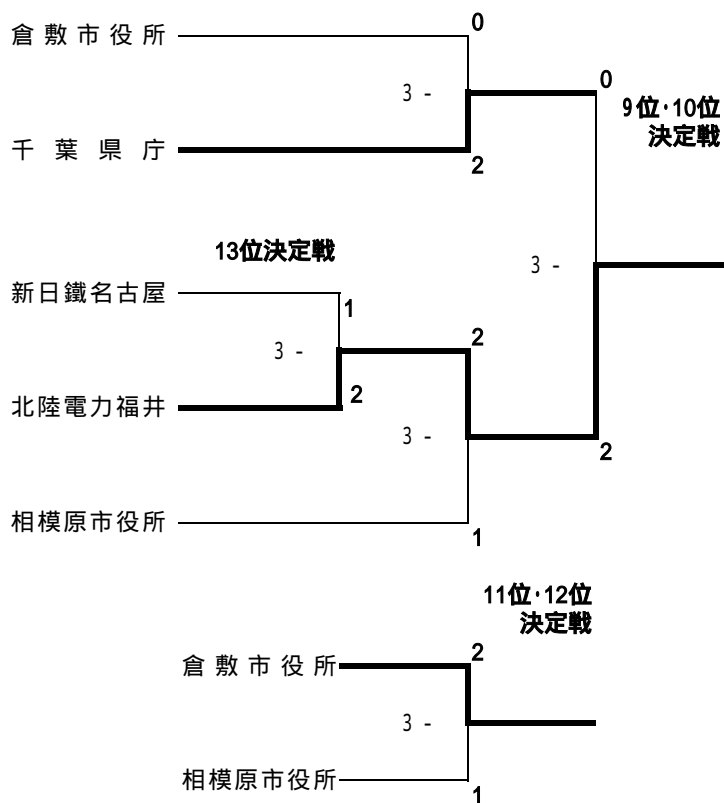 倉敷市役所
0
3 -
0
9位・10位
決定戦
千葉県庁
2
13位決定戦
3 -
新日鐵名古屋
1
2
3 -
北陸電力福井
2
3 -
2
相模原市役所
1
11位・12位
決定戦
2
倉敷市役所
3 -
相模原市役所
1